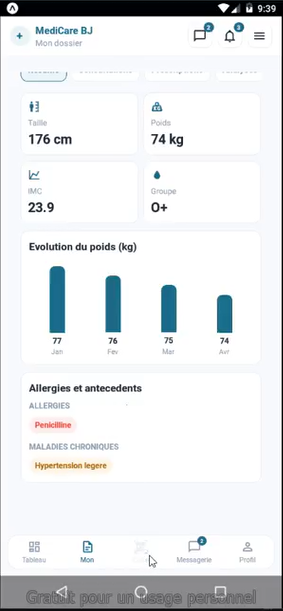 9:39
MediCare BJ
2
3
Mon dossier
Taille
176 cm
Poids
74 kg
IMC
23.9
Groupe
O+
Evolution du poids (kg)
77
76
75
74
Jan
Fev
Mar
Avr
Allergies et antecedents
ALLERGIES
Penicilline
MALADIES CHRONIQUES
Hypertension legere
2
Tableau
Mon
Messagerie
Profil
Gratuit pour un usage personnel